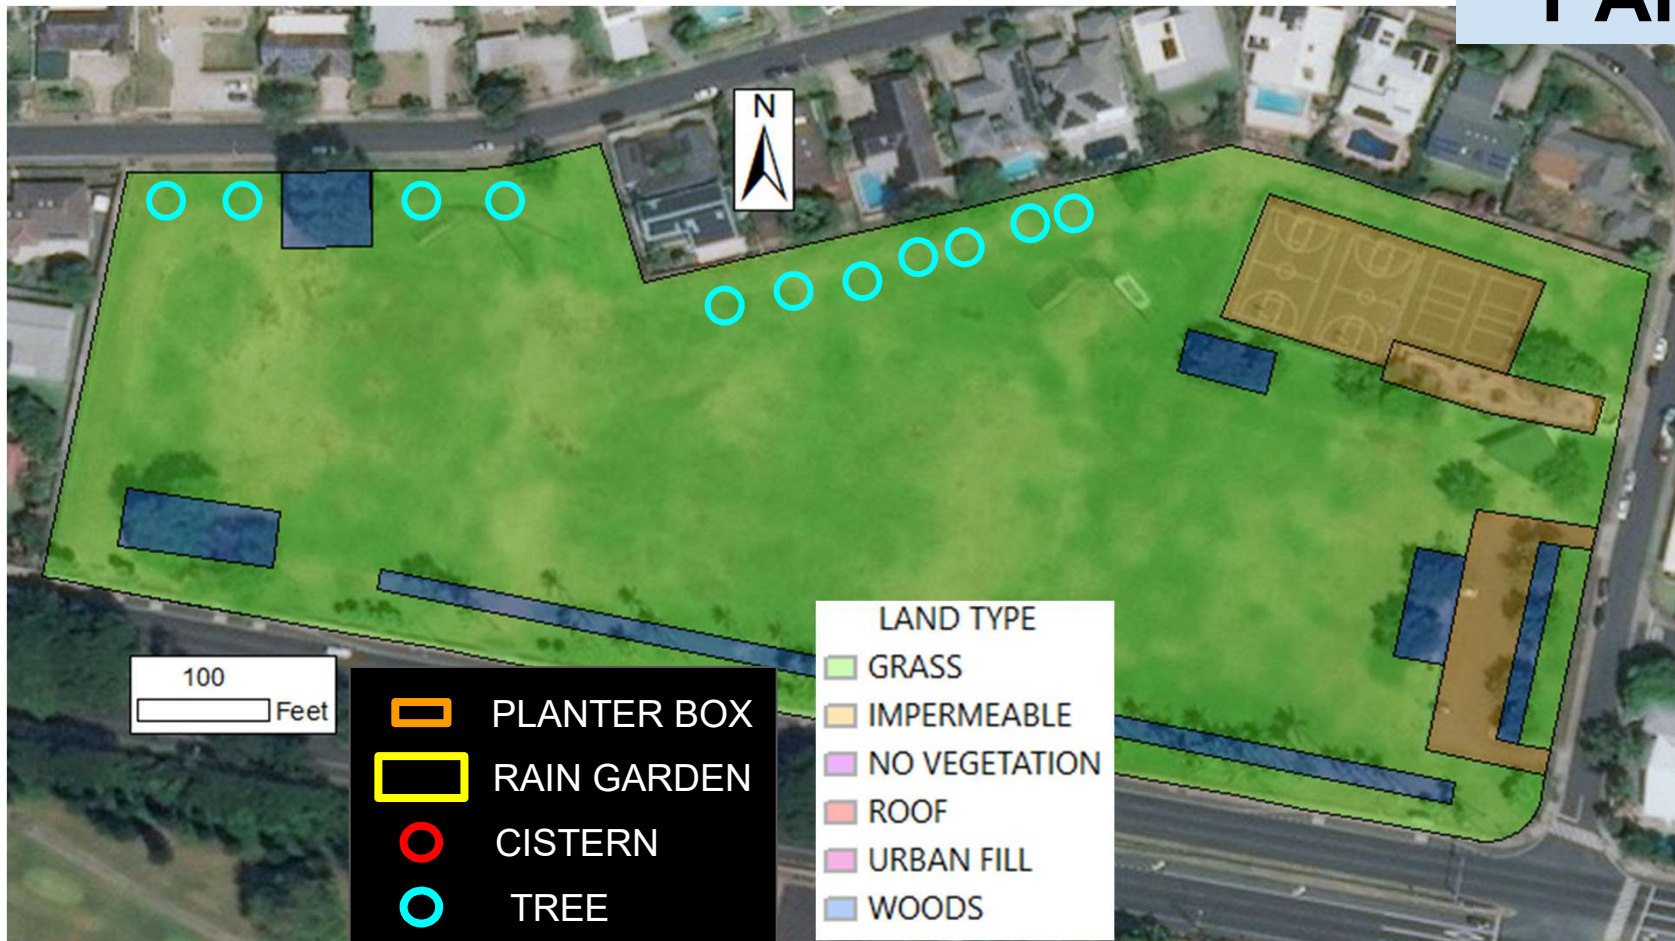 N
100
Feet
PLANTER BOX
RAIN GARDEN
CISTERN
TREE
LAND TYPE
GRASS
IMPERMEABLE
NO VEGETATION
ROOF
URBAN FILL
WOODS